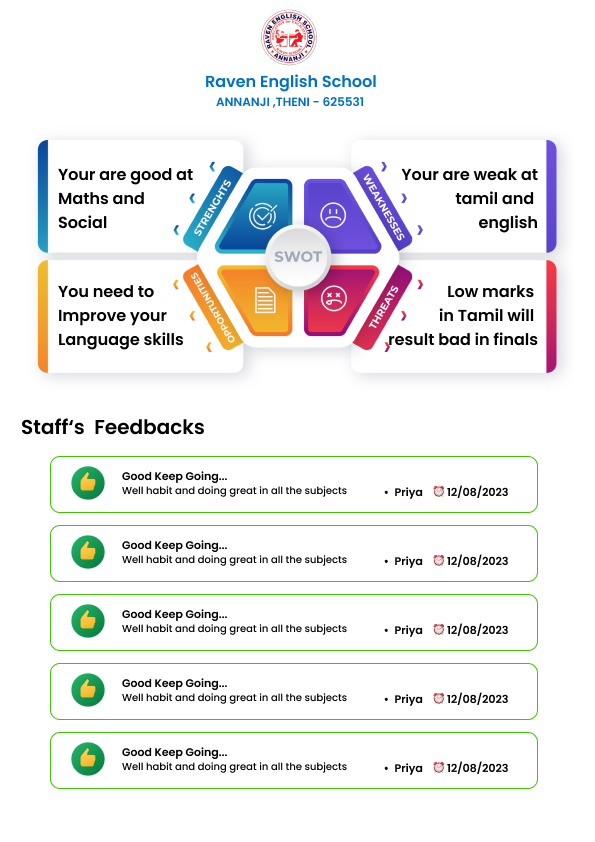 RAVEN ENGLISH SCHOOL
ANNANJI
Raven English School
ANNANJI ,THENI - 625531
Your are good at
Maths and
Social
STRENGHTS
WEAKNESSES
Your are weak at
tamil and
english
SWOT
You need to
Improve your
Language skills
OPPORTUNITIES
THREATS
Low marks
in Tamil will
result bad in finals
Staff's Feedbacks
Good Keep Going...
Well habit and doing great in all the subjects
• Priya 12/08/2023
Good Keep Going...
Well habit and doing great in all the subjects
• Priya 12/08/2023
Good Keep Going...
Well habit and doing great in all the subjects
• Priya 12/08/2023
Good Keep Going...
Well habit and doing great in all the subjects
• Priya 12/08/2023
Good Keep Going...
Well habit and doing great in all the subjects
• Priya 12/08/2023